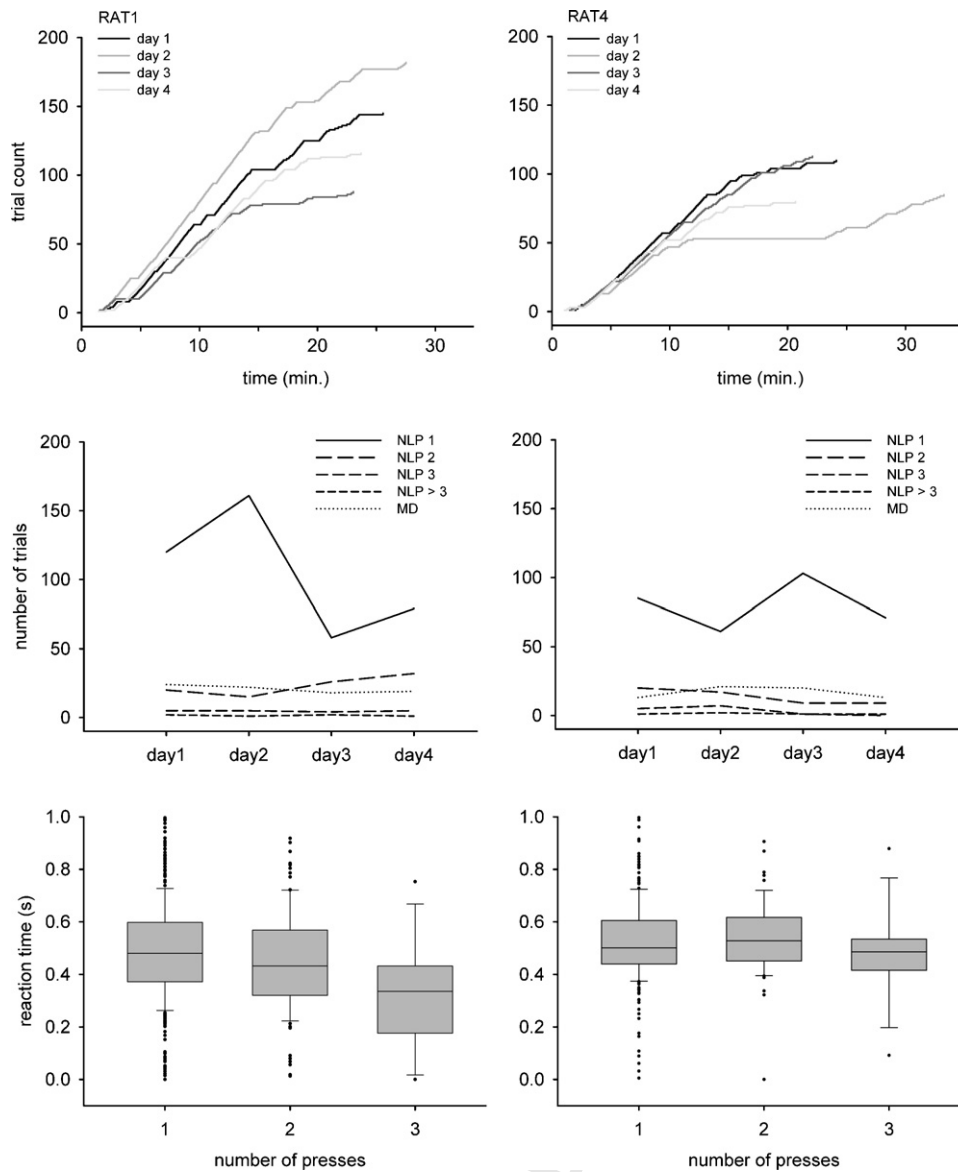 RAT1
day 1
day 2
day 3
day 4
200
150
100
50
0
trial count
0 10 20 30
time (min.)
RAT4
day 1
day 2
day 3
day 4
200
150
100
50
0
0 10 20 30
time (min.)
NLP 1
NLP 2
NLP 3
NLP > 3
MD
200
150
100
50
0
number of trials
day1 day2 day3 day4
NLP 1
NLP 2
NLP 3
NLP > 3
MD
200
150
100
50
0
day1 day2 day3 day4
1.0
0.8
0.6
0.4
0.2
0.0
reaction time (s)
1 2 3
number of presses
1.0
0.8
0.6
0.4
0.2
0.0
1 2 3
number of presses